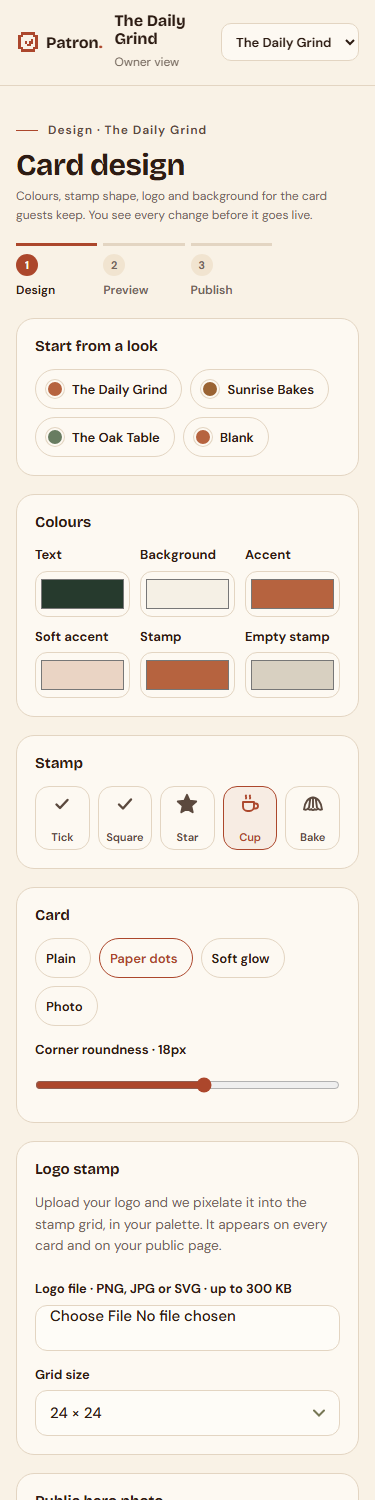 Patron.
The Daily
Grind
Owner view
The Daily Grind
Design · The Daily Grind
Card design
Colours, stamp shape, logo and background for the card
guests keep. You see every change before it goes live.
1
2
3
Design
Preview
Publish
Start from a look
The Daily Grind
Sunrise Bakes
The Oak Table
Blank
Colours
Text
Background
Accent
Soft accent
Stamp
Empty stamp
Stamp
Tick
Square
Star
Cup
Bake
Card
Plain
Paper dots
Soft glow
Photo
Corner roundness · 18px
Logo stamp
Upload your logo and we pixelate it into the
stamp grid, in your palette. It appears on every
card and on your public page.
Logo file · PNG, JPG or SVG · up to 300 KB
Choose File No file chosen
Grid size
24 × 24
Public hero photo